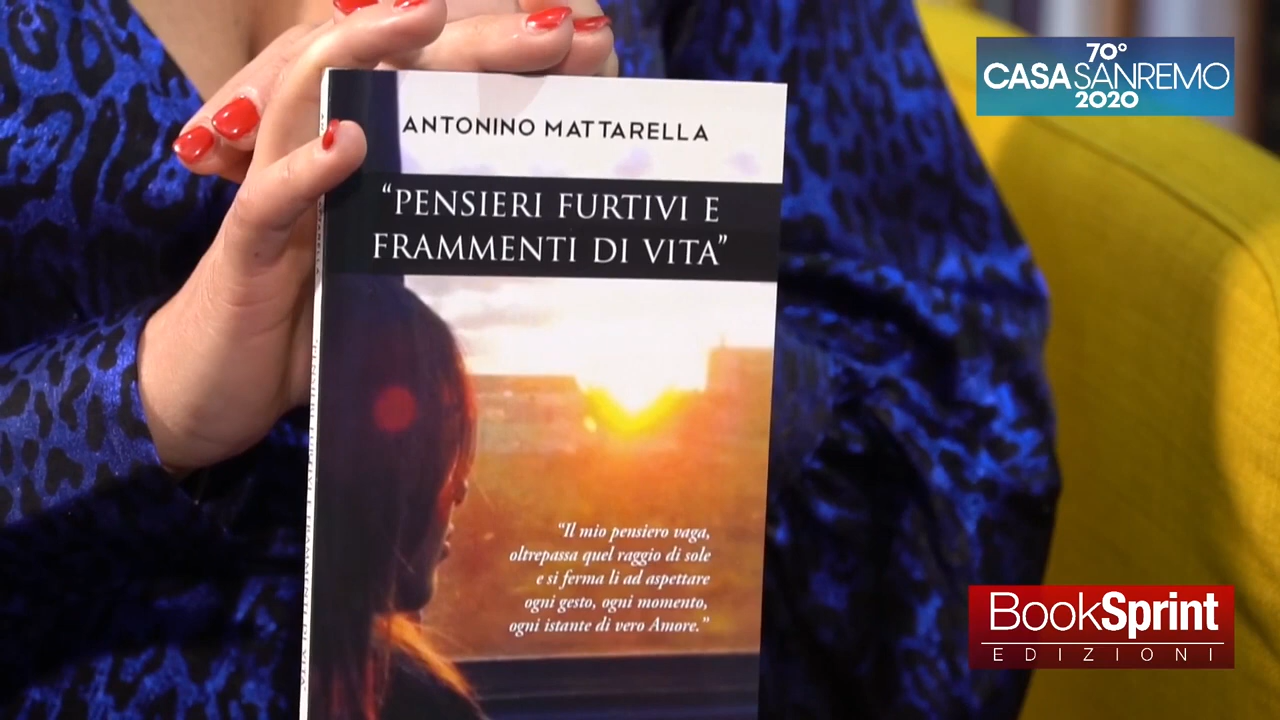 70°
CASASANREMO
2020
ANTONINO MATTARELLA
“PENSIERI FURTIVI E
FRAMMENTI DI VITA”
“Il mio pensiero vaga,
oltrepassa quel raggio di sole
e si ferma li ad aspettare
ogni gesto, ogni momento,
ogni istante di vero Amore.”
BookSprint
EDIZIONI